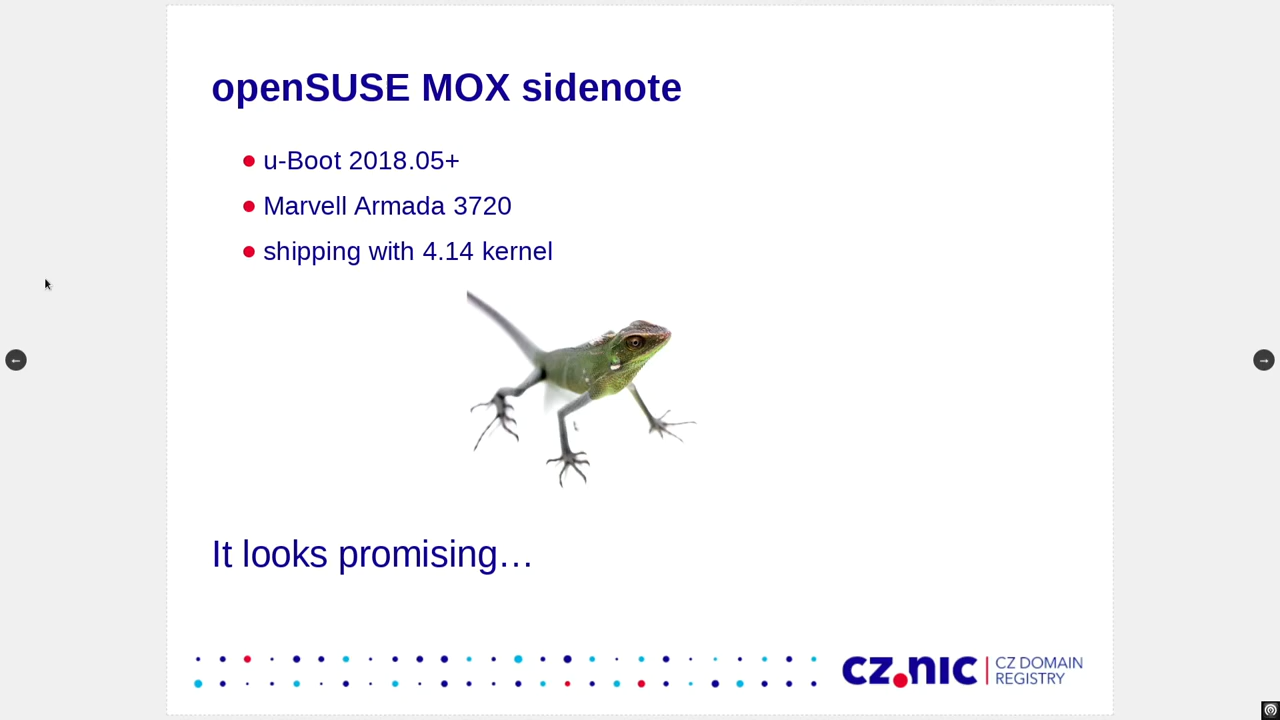 openSUSE MOX sidenote
u-Boot 2018.05+
Marvell Armada 3720
shipping with 4.14 kernel
It looks promising…
cz.nic | CZ DOMAIN
REGISTRY